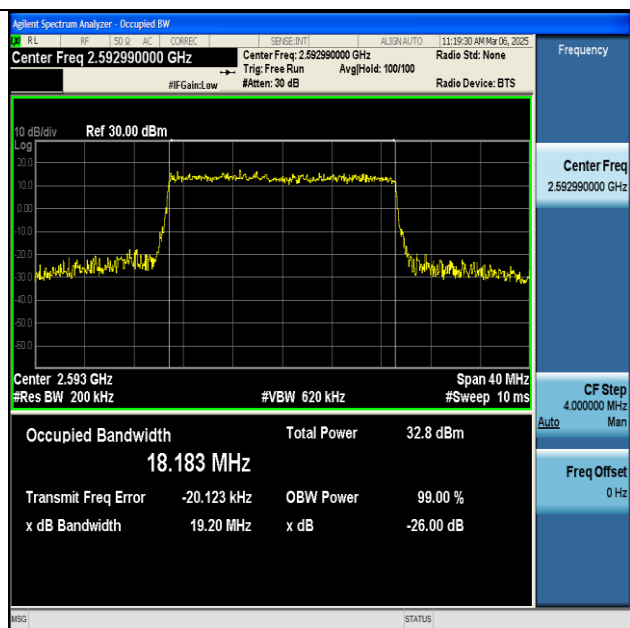 Agilent Spectrum Analyzer - Occupied BW
RL RF 50 Ω AC CORREC SENSE:INT ALIGN AUTO 11:19:30 AM Mar 06, 2025
Center Freq 2.592990000 GHz
Center Freq: 2.592990000 GHz
Radio Std: None
Trig: Free Run Avg|Hold: 100/100
#IFGain:Low
#Atten: 30 dB
Radio Device: BTS
Frequency
10 dB/div Ref 30.00 dBm
Log
20.0
10.0
0.00
-10.0
-20.0
-30.0
-40.0
-50.0
-60.0
Center 2.593 GHz Span 40 MHz
#Res BW 200 kHz #VBW 620 kHz #Sweep 10 ms
Center Freq
2.592990000 GHz
CF Step
4.000000 MHz
Auto Man
Freq Offset
0 Hz
Occupied Bandwidth Total Power 32.8 dBm
18.183 MHz
Transmit Freq Error -20.123 kHz OBW Power 99.00 %
x dB Bandwidth 19.20 MHz x dB -26.00 dB
MSG STATUS